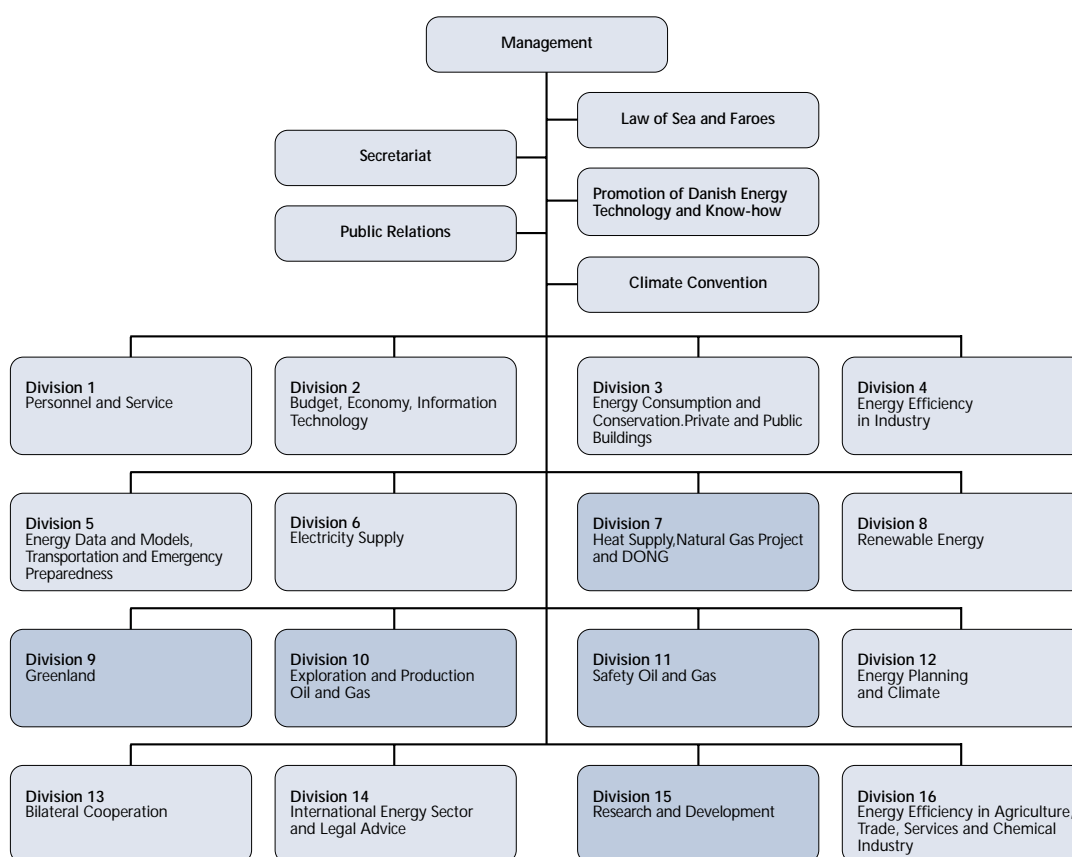 Management
Law of Sea and Faroes
Secretariat
Promotion of Danish Energy
Technology and Know-how
Public Relations
Climate Convention
Division 1
Personnel and Service
Division 2
Budget, Economy, Information
Technology
Division 3
Energy Consumption and
Conservation.Private and Public
Buildings
Division 4
Energy Efficiency
in Industry
Division 5
Energy Data and Models,
Transportation and Emergency
Preparedness
Division 6
Electricity Supply
Division 7
Heat Supply,Natural Gas Project
and DONG
Division 8
Renewable Energy
Division 9
Greenland
Division 10
Exploration and Production
Oil and Gas
Division 11
Safety Oil and Gas
Division 12
Energy Planning
and Climate
Division 13
Bilateral Cooperation
Division 14
International Energy Sector
and Legal Advice
Division 15
Research and Development
Division 16
Energy Efficiency in Agriculture,
Trade, Services and Chemical
Industry